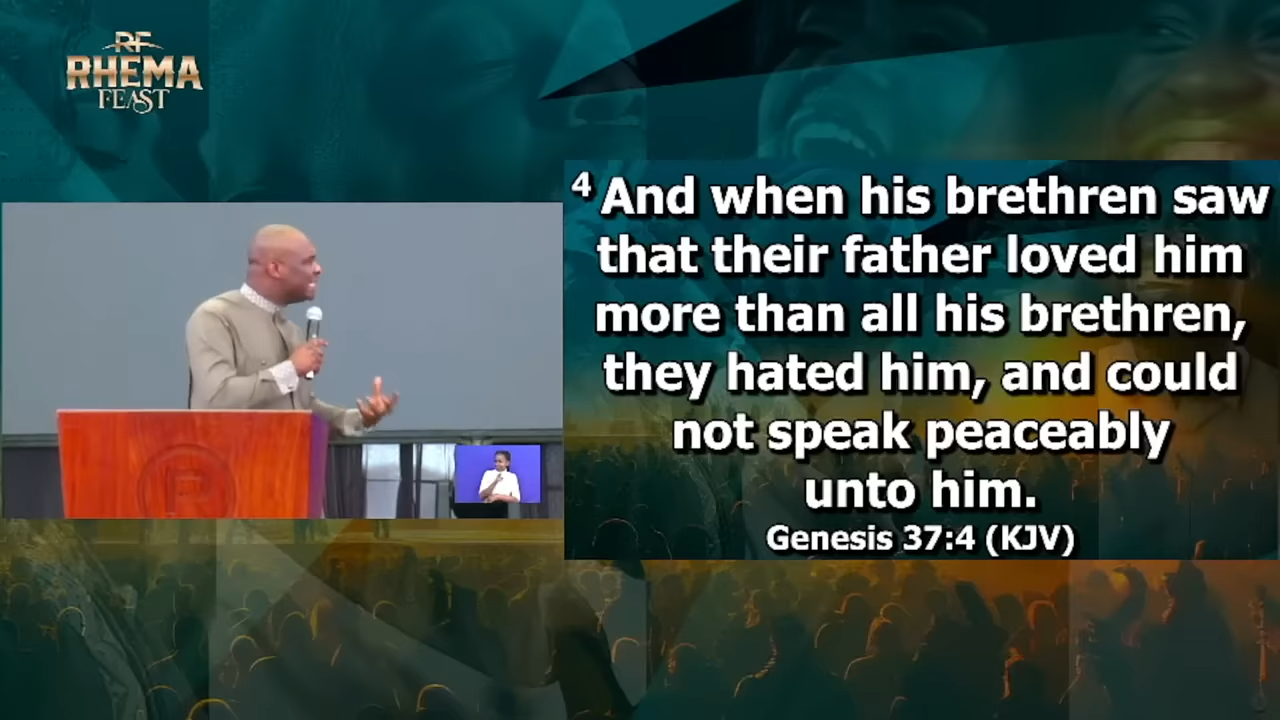 RF
RHEMA
FEAST
4 And when his brethren saw
that their father loved him
more than all his brethren,
they hated him, and could
not speak peaceably
unto him.
Genesis 37:4 (KJV)